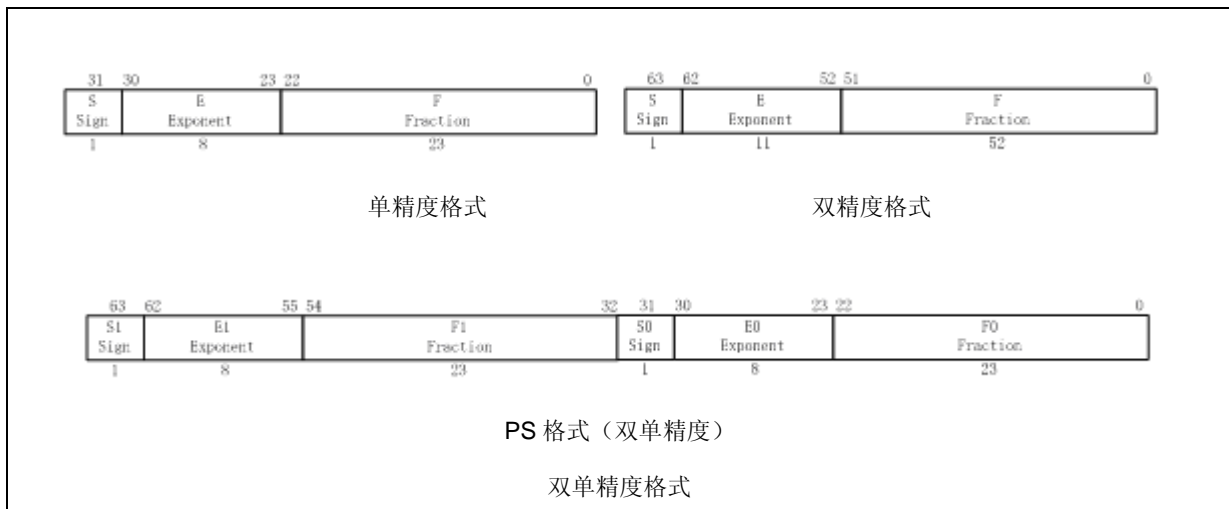 31 30 23 22 0
S E F
Sign Exponent Fraction
1 8 23
单精度格式
63 62 52 51 0
S E F
Sign Exponent Fraction
1 11 52
双精度格式
63 62 55 54 32 31 30 23 22 0
S1 E1 F1 S0 E0 F0
Sign Exponent Fraction Sign Exponent Fraction
1 8 23 1 8 23
PS 格式（双单精度）
双单精度格式